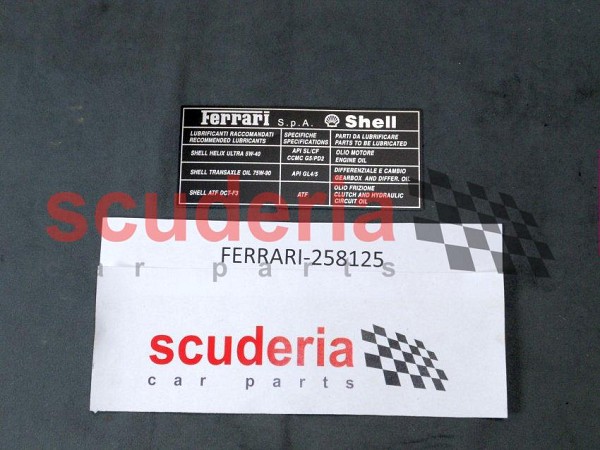 Ferrari S.p.A. Shell
LUBRIFICANTI RACCOMANDATI SPECIFICHE PARTI DA LUBRIFICARE
RECOMMENDED LUBRICANTS SPECIFICATIONS PARTS TO BE LUBRICATED
SHELL HELIX ULTRA 5W-40 API SL/CF OLIO MOTORE
CCMC G5/PD2 ENGINE OIL
SHELL TRANSAXLE OIL 75W-90 API GL4/5 DIFFERENZIALE E CAMBIO
GEARBOX AND DIFFER. OIL
SHELL ATF DCT-F3 ATF OLIO FRIZIONE
CLUTCH AND HYDRAULIC
CIRCUIT OIL
scuderia
car parts
FERRARI-258125
scuderia
car parts